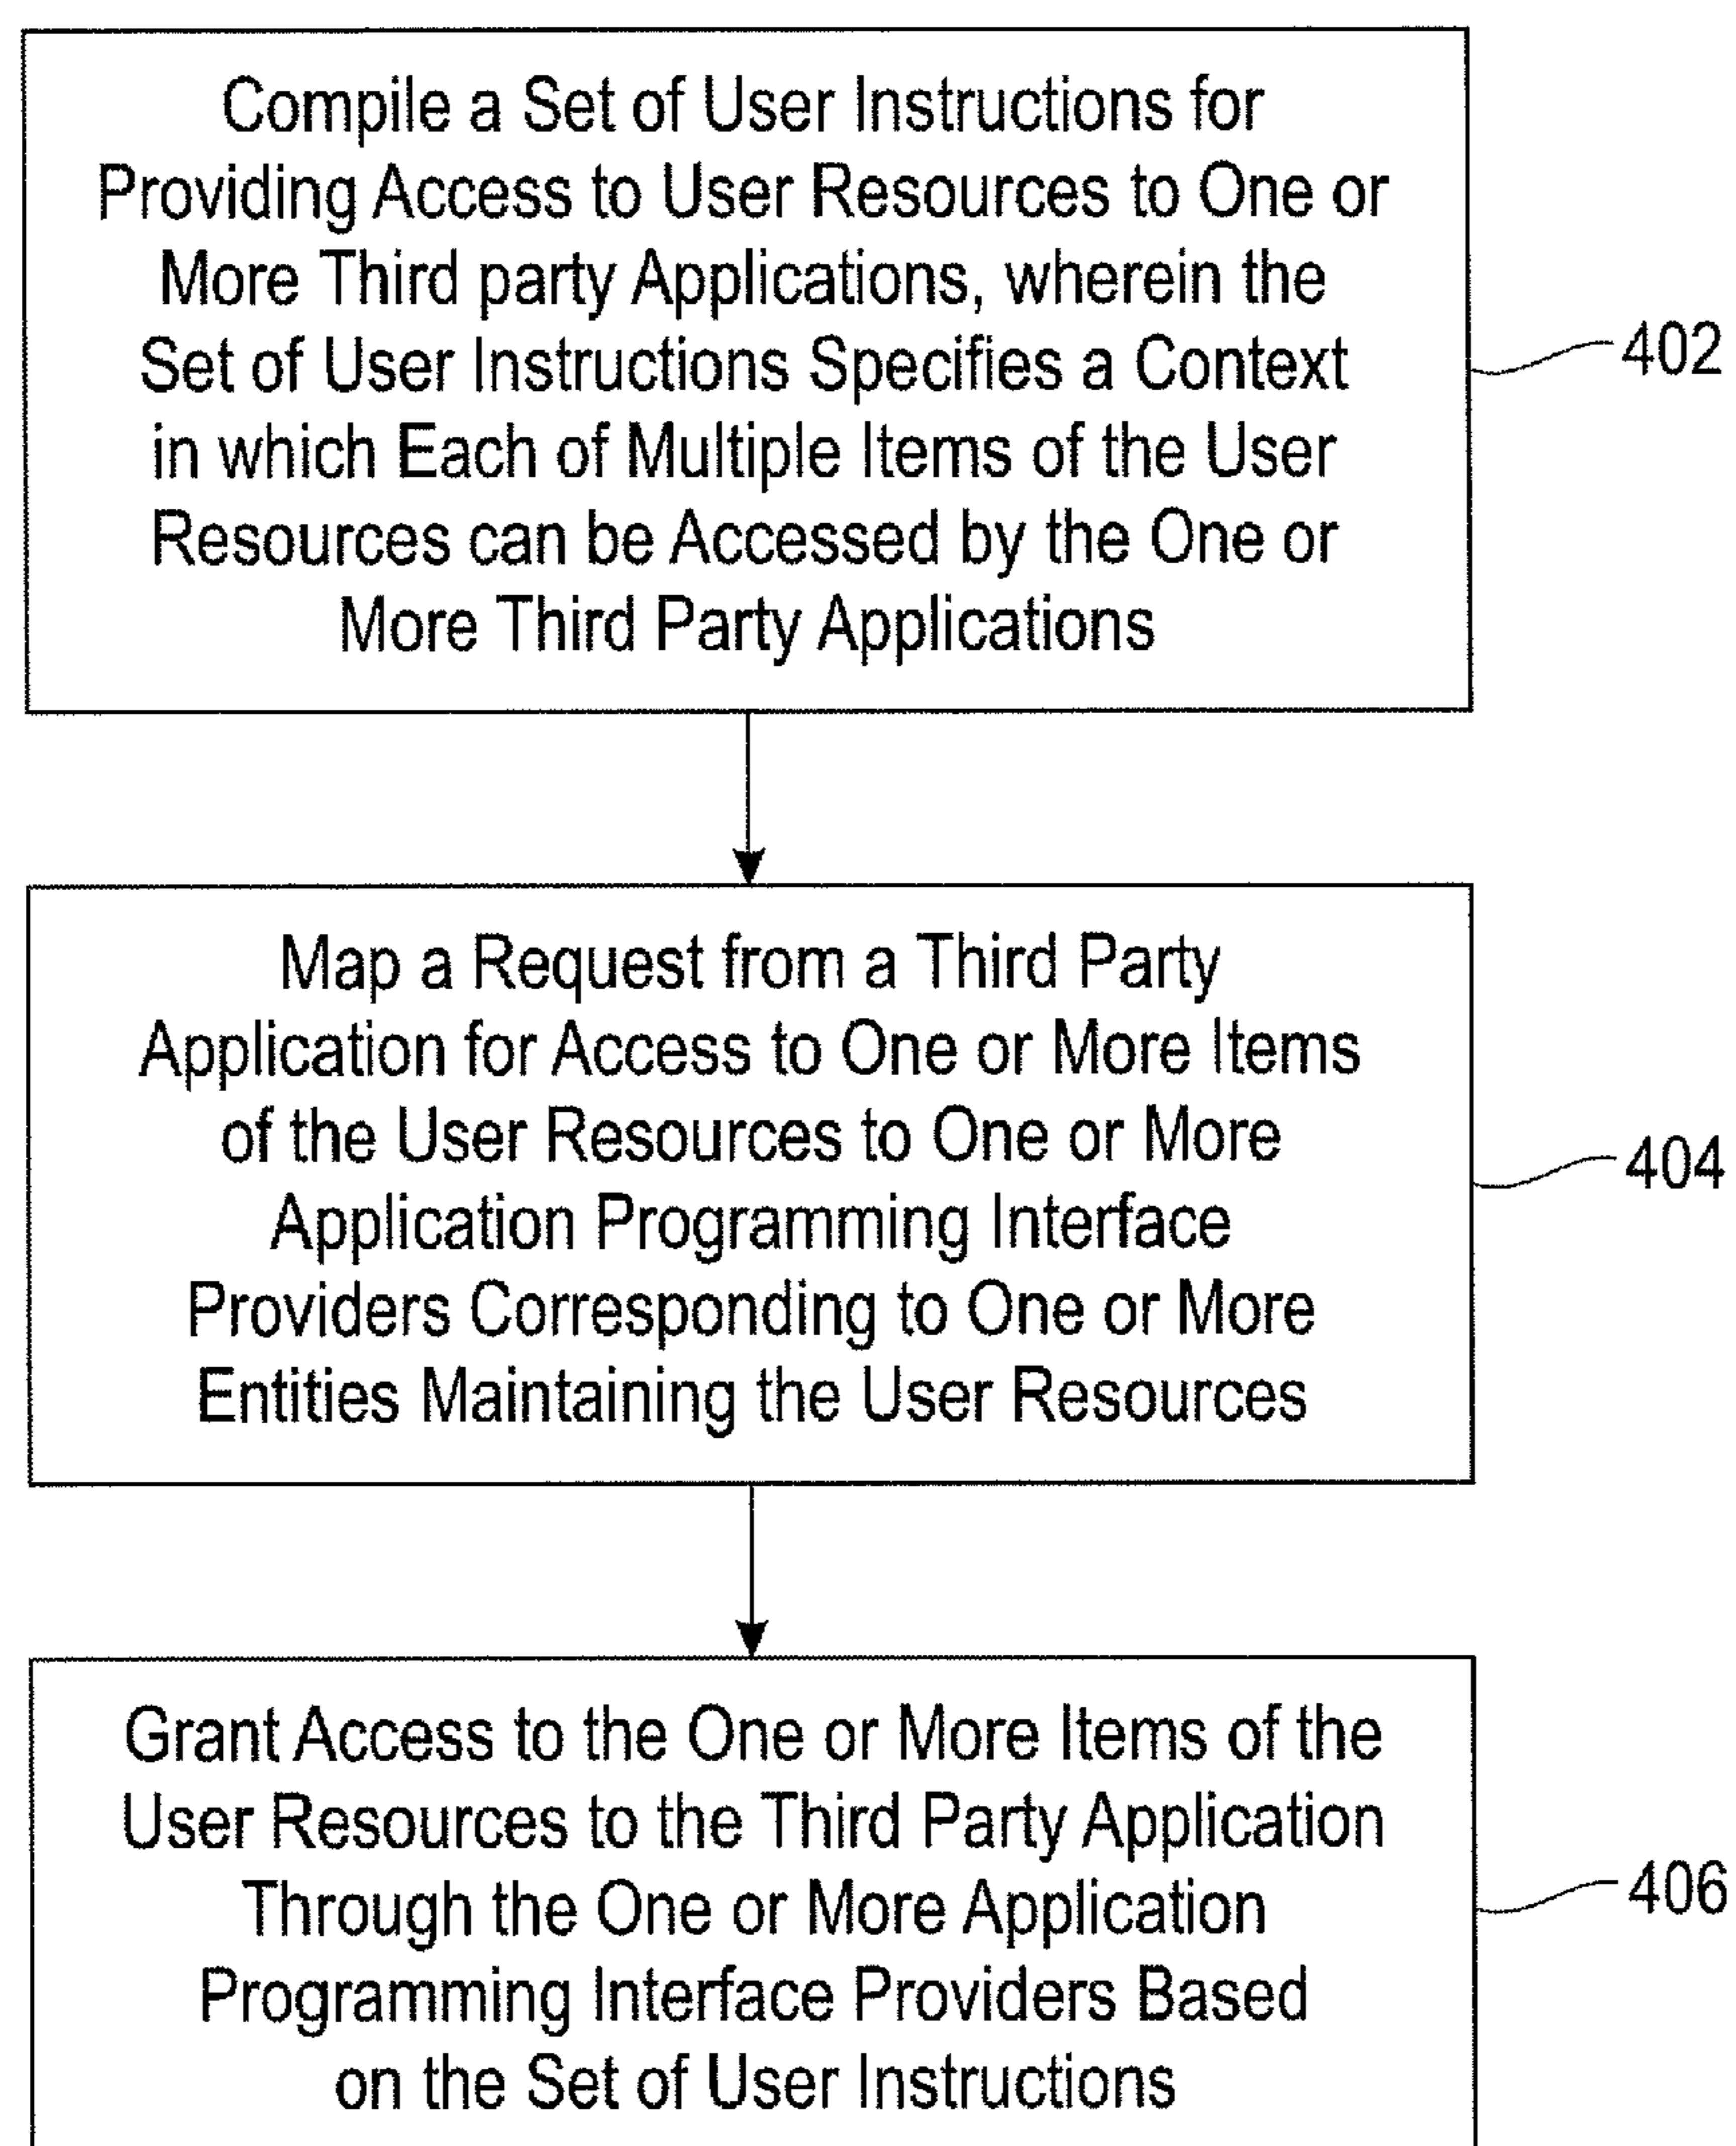 Compile a Set of User Instructions for
Providing Access to User Resources to One or
More Third party Applications, wherein the
Set of User Instructions Specifies a Context
in which Each of Multiple Items of the User
Resources can be Accessed by the One or
More Third Party Applications
402
Map a Request from a Third Party
Application for Access to One or More Items
of the User Resources to One or More
Application Programming Interface
Providers Corresponding to One or More
Entities Maintaining the User Resources
404
Grant Access to the One or More Items of the
User Resources to the Third Party Application
Through the One or More Application
Programming Interface Providers Based
on the Set of User Instructions
406